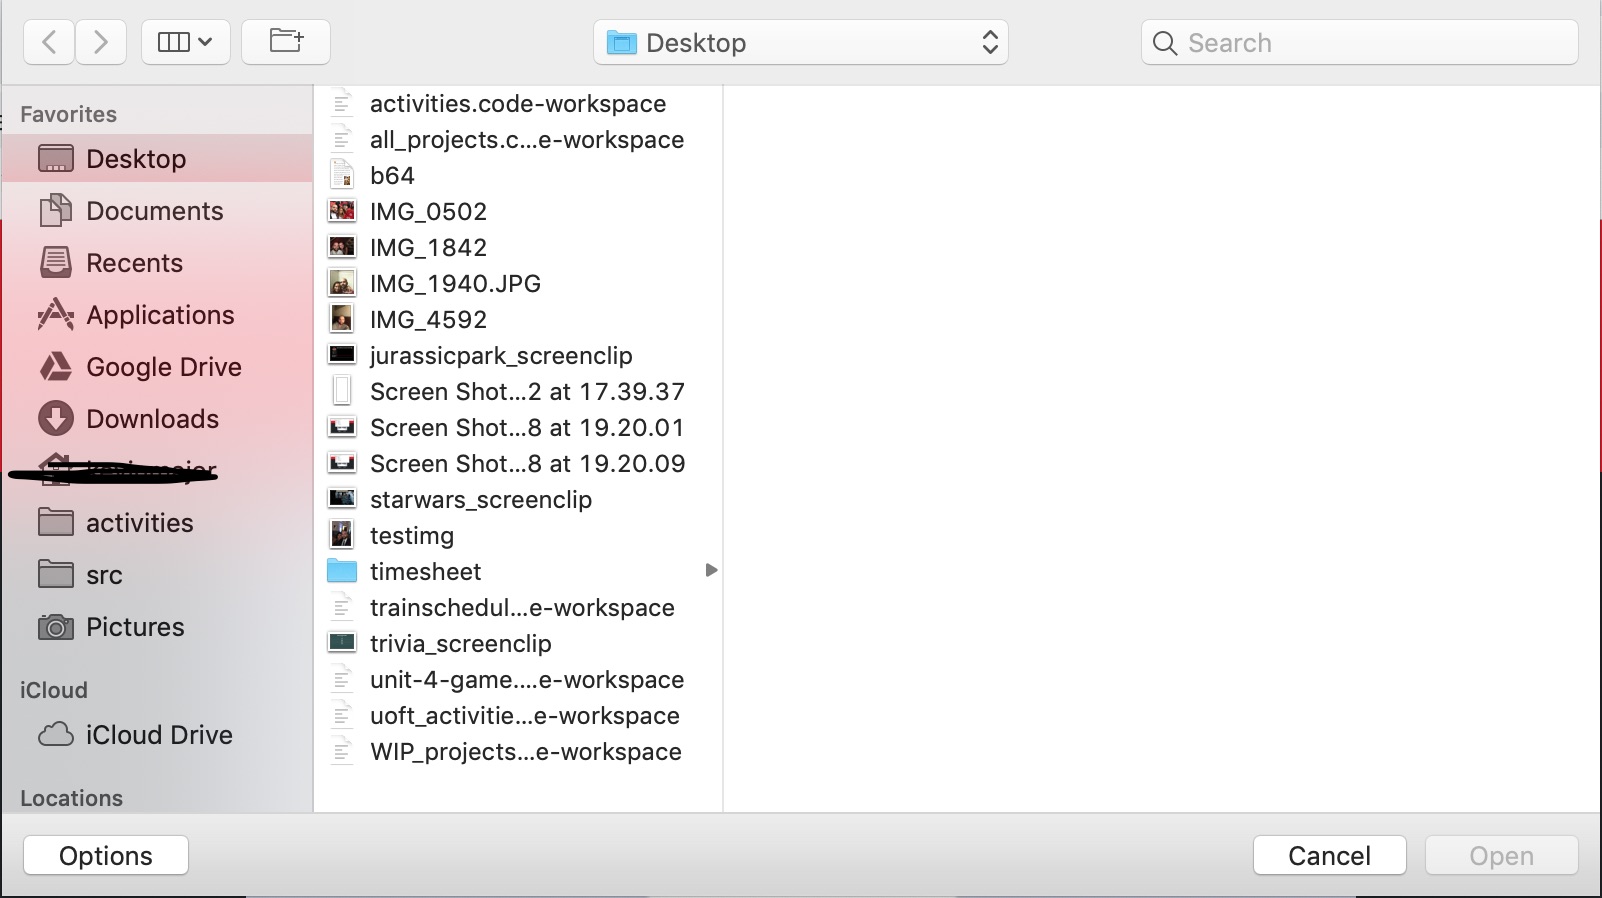 Desktop
Search
Favorites
Desktop
Documents
Recents
Applications
Google Drive
Downloads
activities
src
Pictures
iCloud
iCloud Drive
Locations
activities.code-workspace
all_projects.c...e-workspace
b64
IMG_0502
IMG_1842
IMG_1940.JPG
IMG_4592
jurassicpark_screenclip
Screen Shot...2 at 17.39.37
Screen Shot...8 at 19.20.01
Screen Shot...8 at 19.20.09
starwars_screenclip
testimg
timesheet
trainschedul...e-workspace
trivia_screenclip
unit-4-game....e-workspace
uoft_activitie...e-workspace
WIP_projects...e-workspace
Options
Cancel
Open